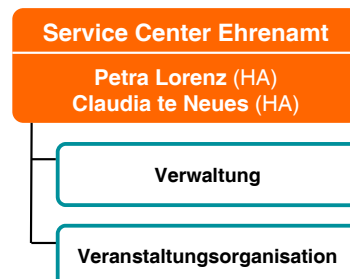 Service Center Ehrenamt
Petra Lorenz (HA)
Claudia te Neues (HA)
Verwaltung
Veranstaltungsorganisation